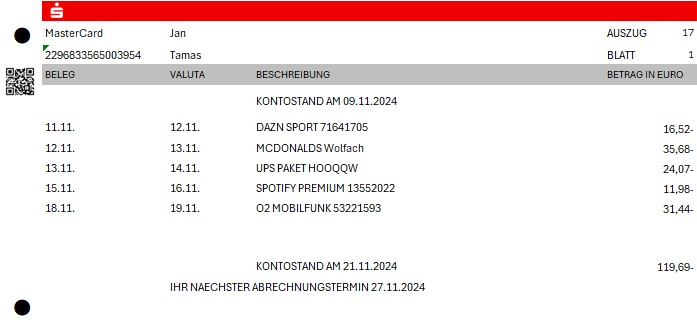 MasterCard Jan AUSZUG 17
2296833565003954 Tamas BLATT 1
BELEG VALUTA BESCHREIBUNG BETRAG IN EURO
KONTOSTAND AM 09.11.2024
11.11. 12.11. DAZN SPORT 71641705 16,52-
12.11. 13.11. MCDONALDS Wolfach 35,68-
13.11. 14.11. UPS PAKET HOOQQW 24,07-
15.11. 16.11. SPOTIFY PREMIUM 13552022 11,98-
18.11. 19.11. O2 MOBILFUNK 53221593 31,44-
KONTOSTAND AM 21.11.2024 119,69-
IHR NAECHSTER ABRECHNUNGSTERMIN 27.11.2024